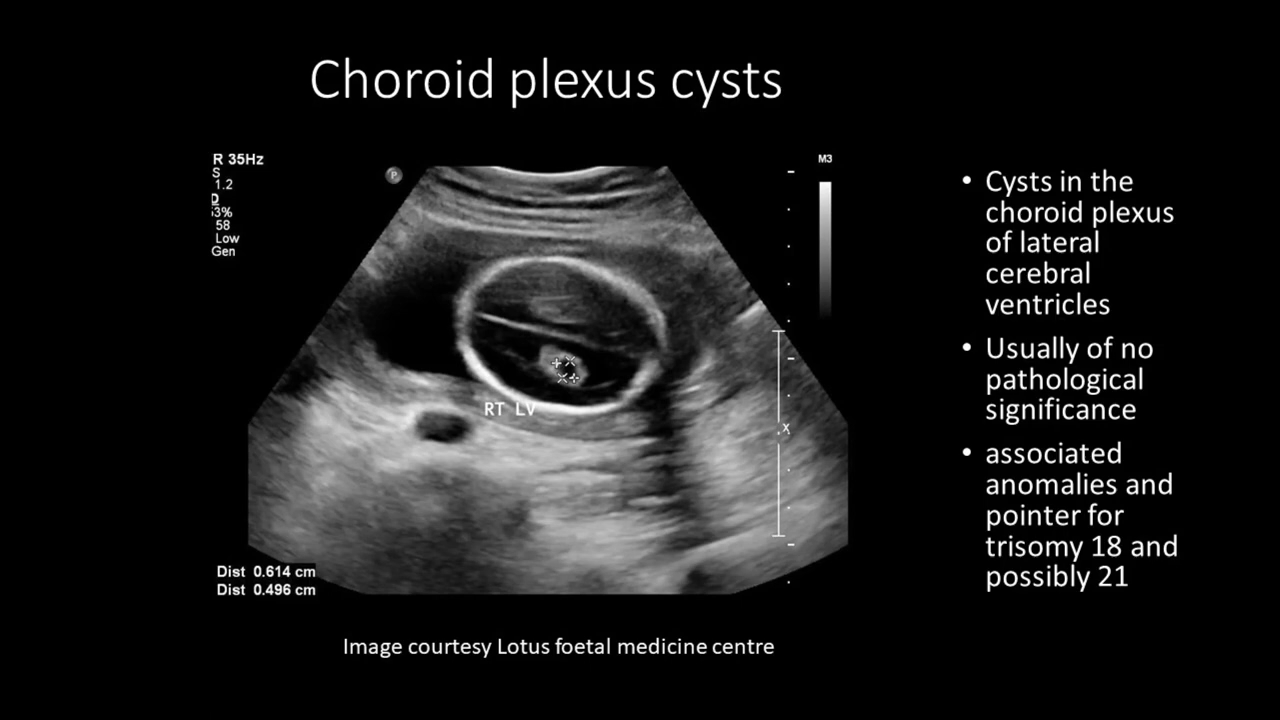 Choroid plexus cysts
R 35Hz
S
1.2
D
3%
58
Low
Gen
P
M3
• Cysts in the
choroid plexus
of lateral
cerebral
ventricles
• Usually of no
pathological
significance
• associated
anomalies and
pointer for
trisomy 18 and
possibly 21
x
RT LV
Dist 0.614 cm
Dist 0.496 cm
Image courtesy Lotus foetal medicine centre